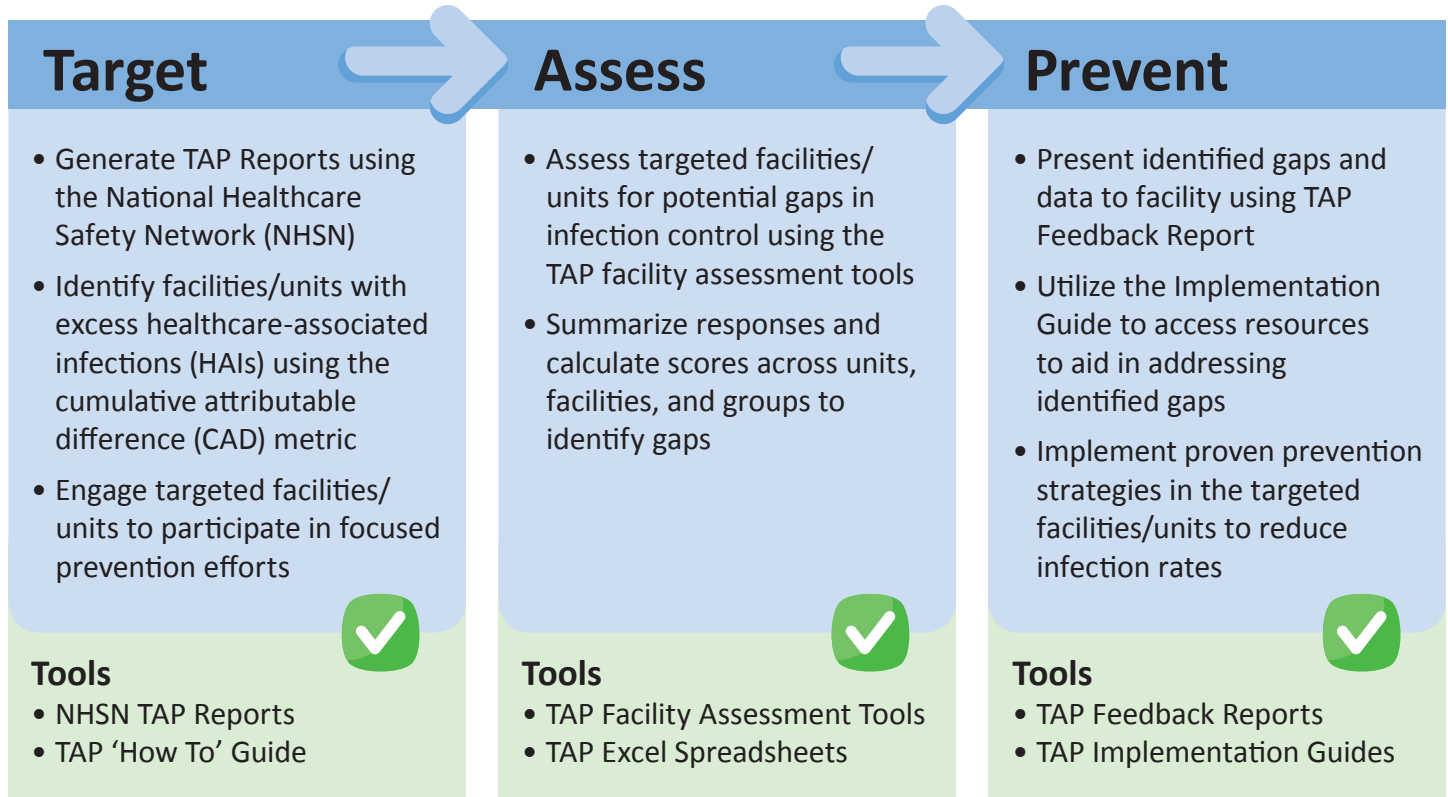 Target
• Generate TAP Reports using
the National Healthcare
Safety Network (NHSN)
• Identify facilities/units with
excess healthcare-associated
infections (HAIs) using the
cumulative attributable
difference (CAD) metric
• Engage targeted facilities/
units to participate in focused
prevention efforts
Tools
• NHSN TAP Reports
• TAP ‘How To’ Guide
Assess
• Assess targeted facilities/
units for potential gaps in
infection control using the
TAP facility assessment tools
• Summarize responses and
calculate scores across units,
facilities, and groups to
identify gaps
Tools
• TAP Facility Assessment Tools
• TAP Excel Spreadsheets
Prevent
• Present identified gaps and
data to facility using TAP
Feedback Report
• Utilize the Implementation
Guide to access resources
to aid in addressing
identified gaps
• Implement proven prevention
strategies in the targeted
facilities/units to reduce
infection rates
Tools
• TAP Feedback Reports
• TAP Implementation Guides